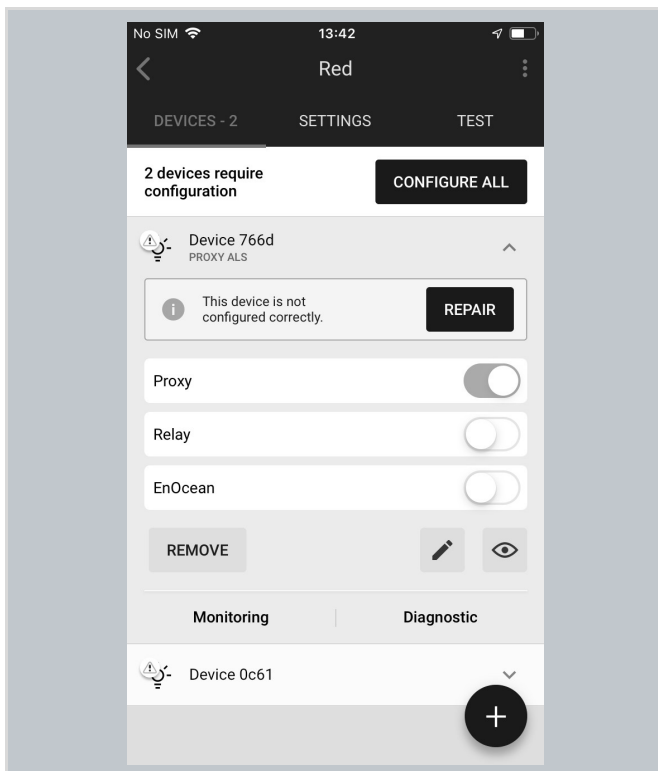 No SIM 13:42
Red
DEVICES - 2 SETTINGS TEST
2 devices require
configuration
CONFIGURE ALL
Device 766d
PROXY ALS
i
This device is not
configured correctly.
REPAIR
Proxy
Relay
EnOcean
REMOVE
Monitoring Diagnostic
Device 0c61
+